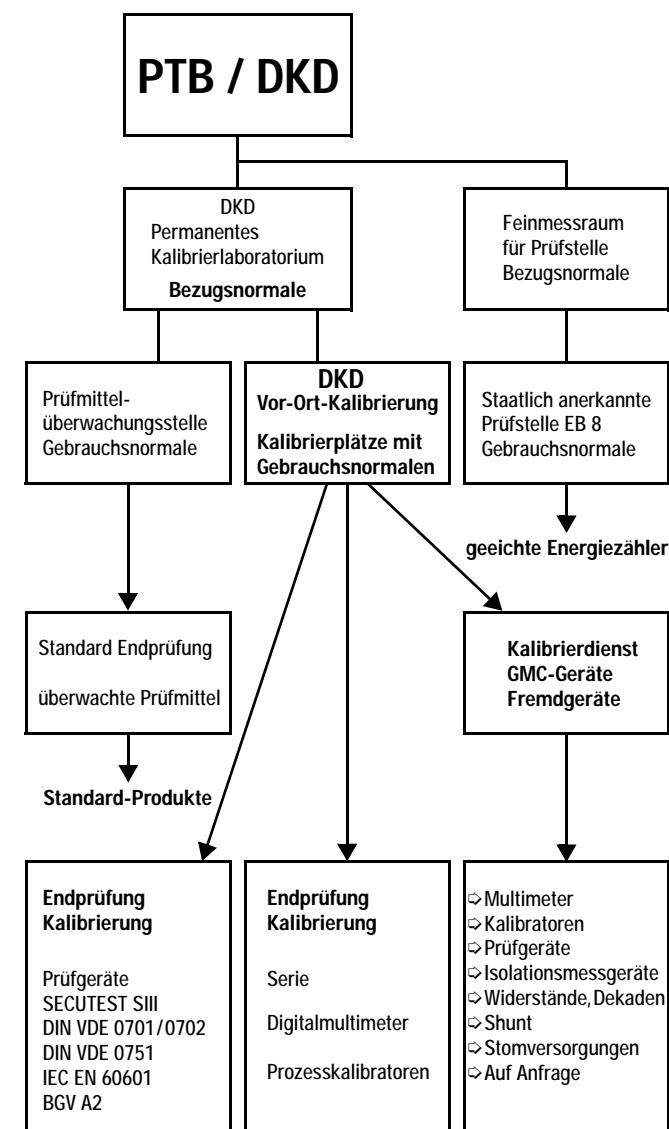 PTB / DKD
DKD
Permanentes
Kalibrierlaboratorium
Bezugsnormale
Feinmessraum
für Prüfstelle
Bezugsnormale
Prüfmittel-
überwachungsstelle
Gebrauchsnormale
DKD
Vor-Ort-Kalibrierung
Kalibrierplätze mit
Gebrauchsnormalen
Staatlich anerkannte
Prüfstelle EB 8
Gebrauchsnormale
geeichte Energiezähler
Standard Endprüfung
überwachte Prüfmittel
Kalibrierdienst
GMC-Geräte
Fremdgeräte
Standard-Produkte
Endprüfung
Kalibrierung
Prüfgeräte
SECUTEST SIII
DIN VDE 0701/0702
DIN VDE 0751
IEC EN 60601
BGV A2
Endprüfung
Kalibrierung
Serie
Digitalmultimeter
Prozesskalibratoren
➩ Multimeter
➩ Kalibratoren
➩ Prüfgeräte
➩ Isolationsmessgeräte
➩ Widerstände, Dekaden
➩ Shunt
➩ Stomversorgungen
➩ Auf Anfrage